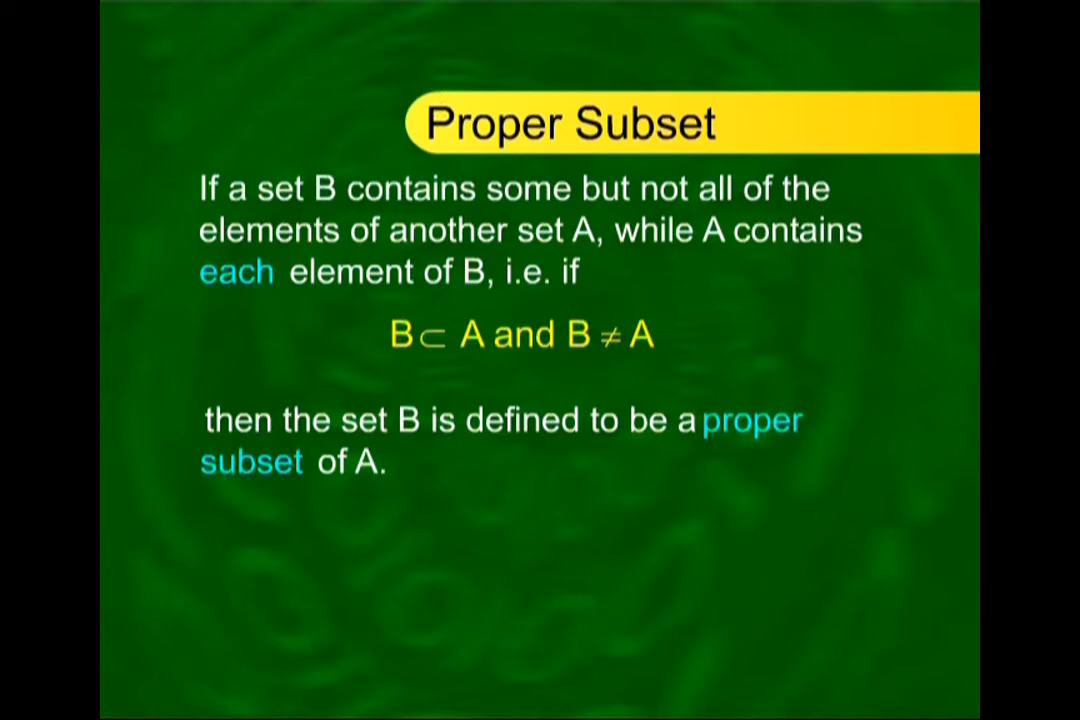 Proper Subset
If a set B contains some but not all of the
elements of another set A, while A contains
each element of B, i.e. if
B ⊂ A and B ≠ A
then the set B is defined to be a proper
subset of A.